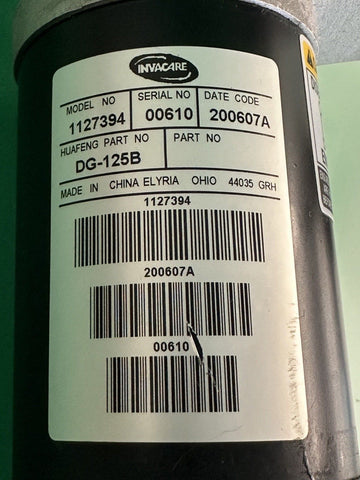 INVACARE
MODEL NO SERIAL NO DATE CODE
1127394 00610 200607A
HUAFENG PART NO PART NO
DG-125B
MADE IN CHINA ELYRIA OHIO 44035 GRH
1127394
200607A
00610